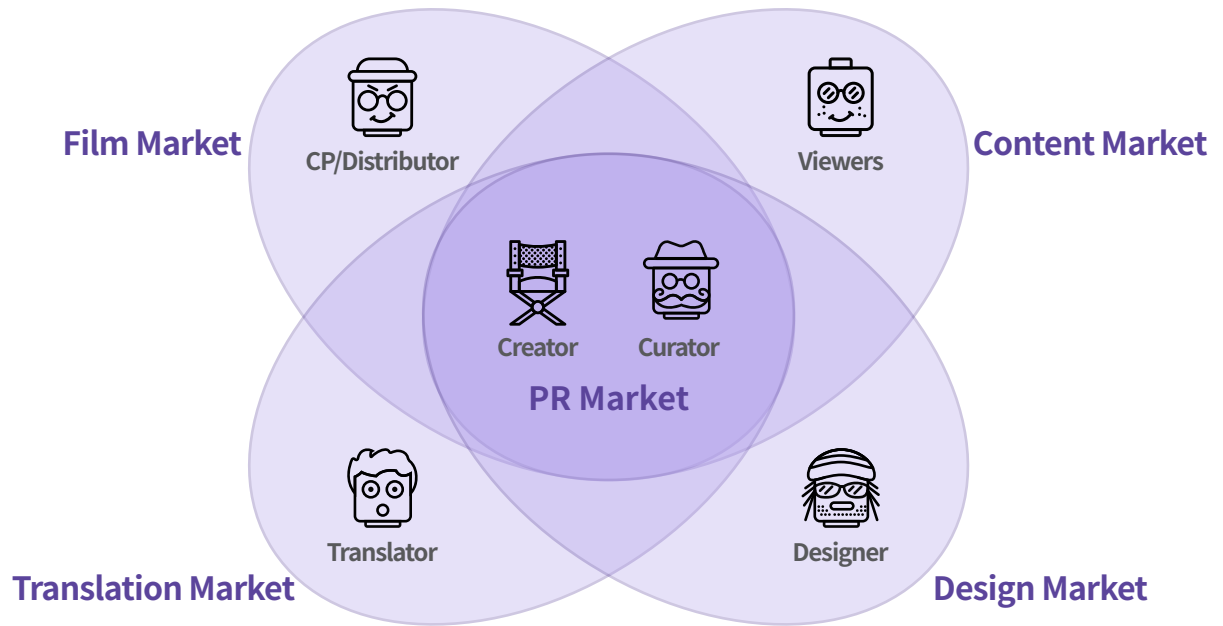 Film Market
CP/Distributor
Viewers
Content Market
Creator
Curator
PR Market
Translator
Designer
Translation Market
Design Market